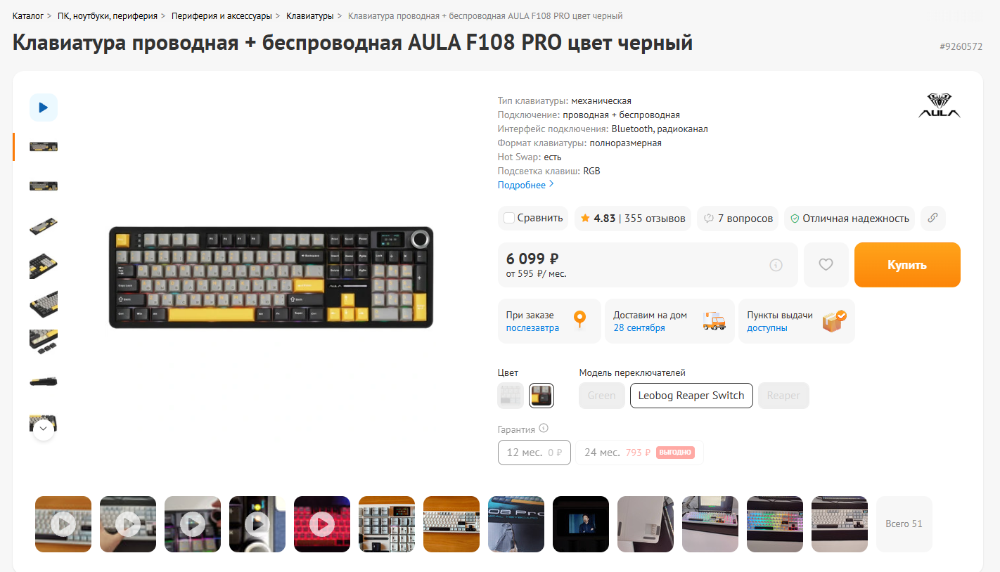 Каталог > ПК, ноутбуки, периферия > Периферия и аксессуары > Клавиатуры > Клавиатура проводная + беспроводная AULA F108 PRO цвет черный
Клавиатура проводная + беспроводная AULA F108 PRO цвет черный
#9260572
Тип клавиатуры: механическая
AULA
Подключение: проводная + беспроводная
Интерфейс подключения: Bluetooth, радиоканал
Формат клавиатуры: полноразмерная
Hot Swap: есть
Подсветка клавиш: RGB
Подробнее >
Сравнить
4.83 | 355 отзывов
7 вопросов
Отличная надежность
6 099 ₽
от 595 ₽/ мес.
Купить
При заказе
послезавтра
Доставим на дом
28 сентября
Пункты выдачи
доступны
Цвет
Модель переключателей
Green
Leobog Reaper Switch
Reaper
Гарантия
12 мес. 0 ₽
24 мес. 793 ₽ ВЫГОДНО
Всего 51